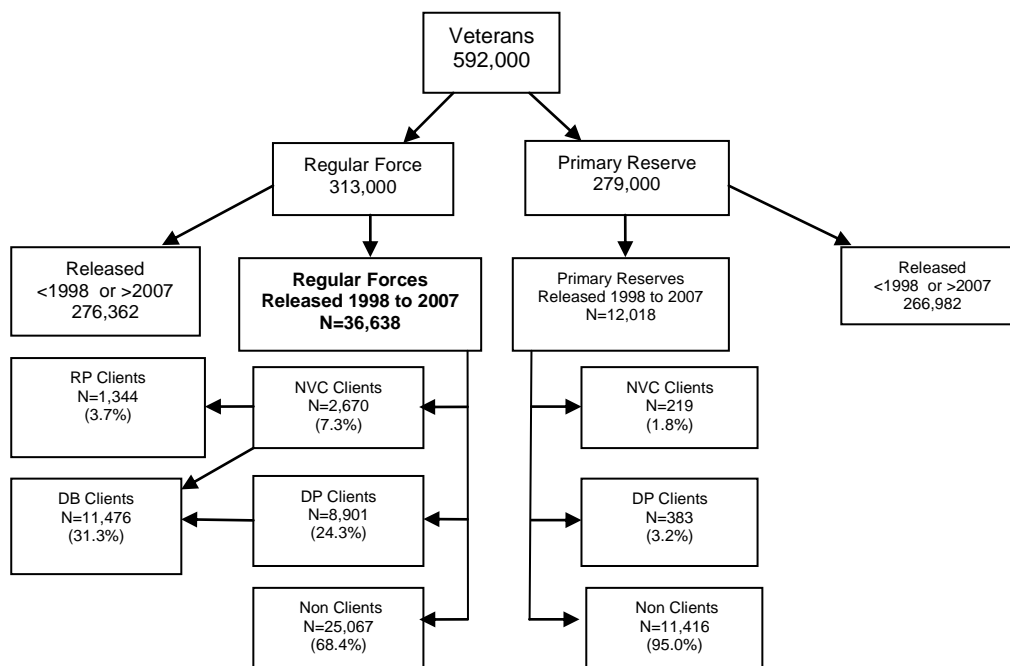 Veterans
592,000
Regular Force
313,000
Primary Reserve
279,000
Released
<1998 or >2007
276,362
Regular Forces
Released 1998 to 2007
N=36,638
Primary Reserves
Released 1998 to 2007
N=12,018
Released
<1998 or >2007
266,982
RP Clients
N=1,344
(3.7%)
NVC Clients
N=2,670
(7.3%)
NVC Clients
N=219
(1.8%)
DB Clients
N=11,476
(31.3%)
DP Clients
N=8,901
(24.3%)
DP Clients
N=383
(3.2%)
Non Clients
N=25,067
(68.4%)
Non Clients
N=11,416
(95.0%)